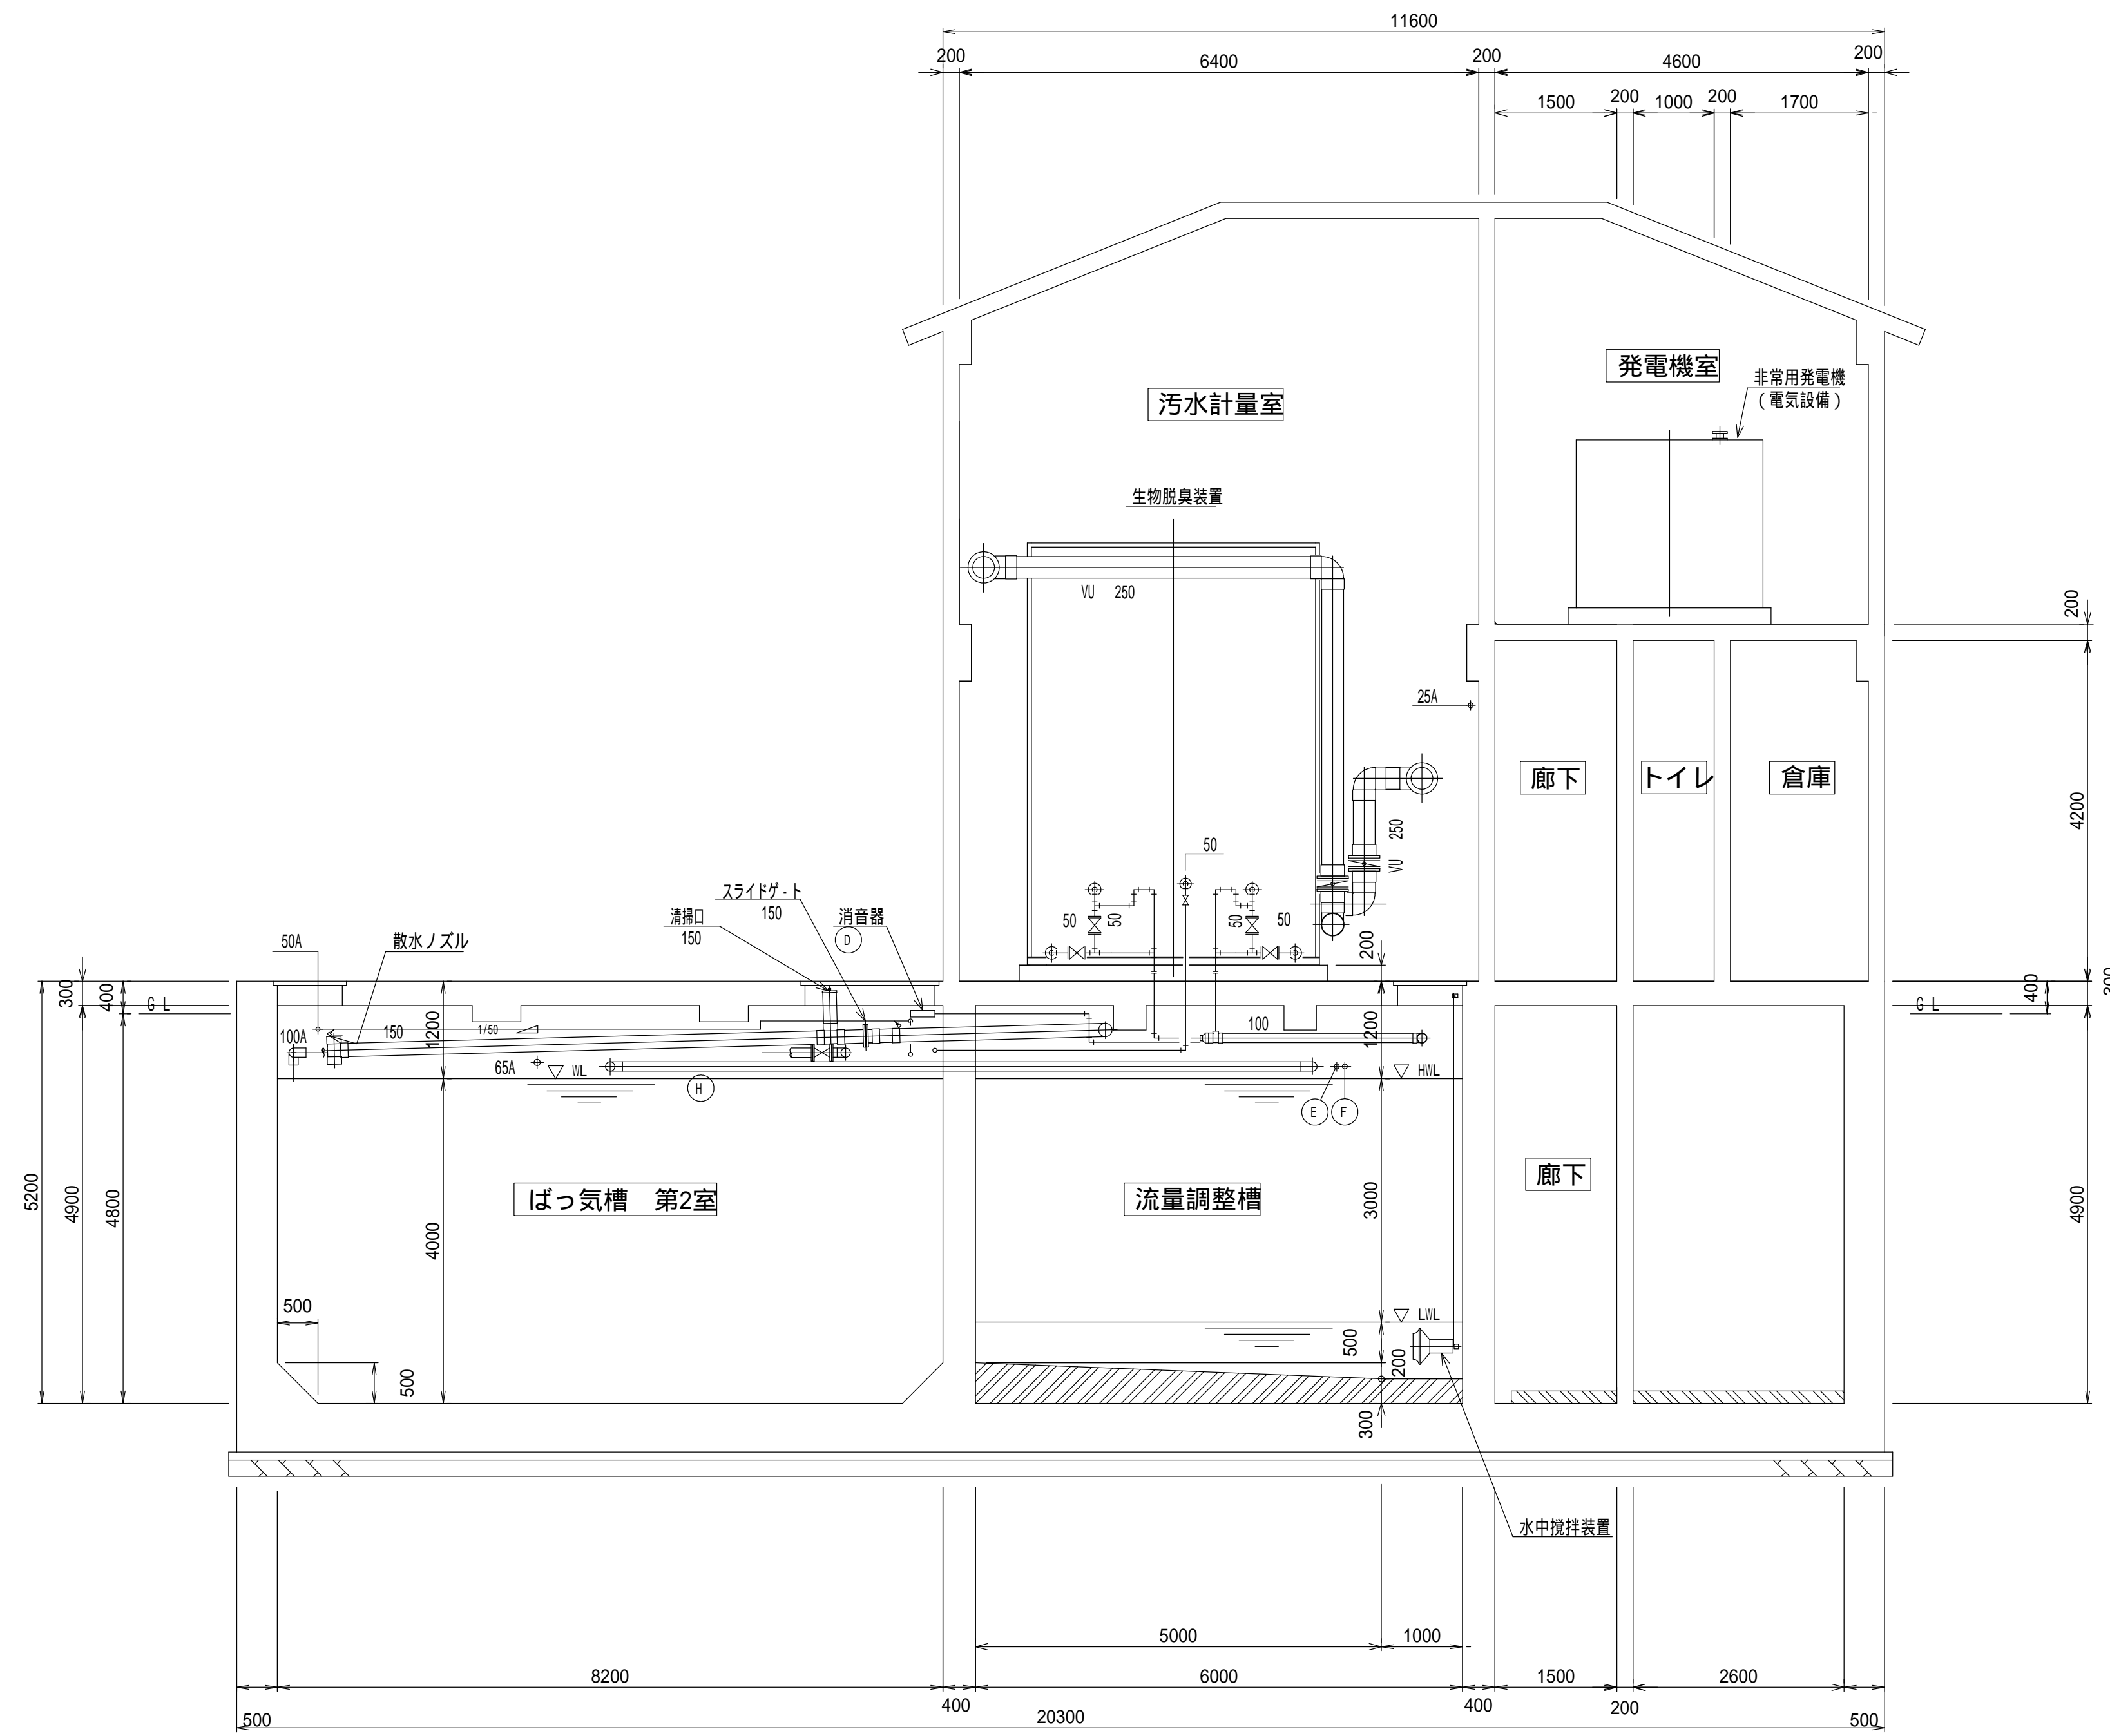 11600
200
6400
200
4600
200
1500
200
1000
200
1700
発電機室
非常用発電機
(電気設備)
汚水計量室
生物脱臭装置
VU 250
200
25A
廊下
トイレ
倉庫
4200
VU 250
50
スライドゲ-ト
150
清掃口
150
消音器
D
50A
散水ノズル
50
50
50
50
200
300
400
G L
400
300
G L
100A
150
1/50
1200
100
1200
65A
WL
HWL
H
E
F
5200
4900
4800
ばっ気槽 第2室
流量調整槽
廊下
4000
3000
4900
500
500
LWL
500
200
300
水中撹拌装置
5000
1000
8200
6000
1500
2600
400
400
200
500
20300
500